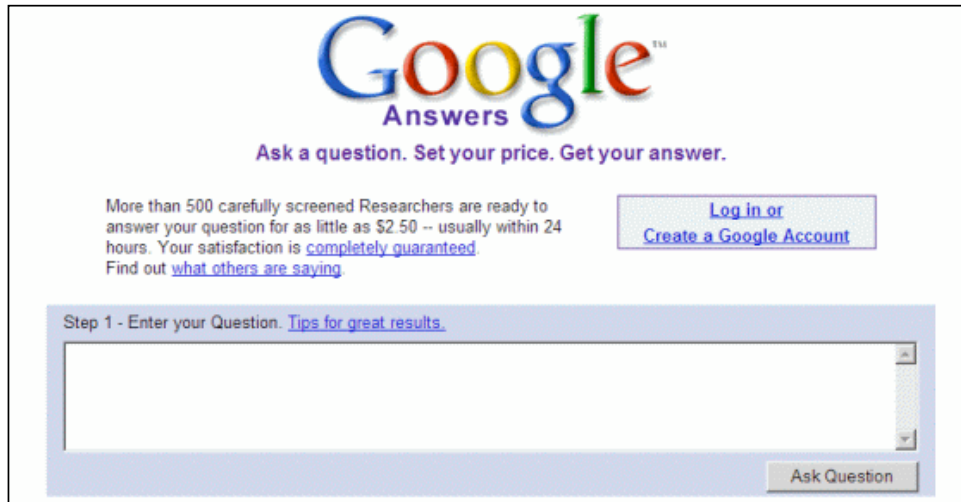 Google™
Answers
Ask a question. Set your price. Get your answer.
More than 500 carefully screened Researchers are ready to
answer your question for as little as $2.50 -- usually within 24
hours. Your satisfaction is completely guaranteed.
Find out what others are saying.
Log in or
Create a Google Account
Step 1 - Enter your Question. Tips for great results.
Ask Question